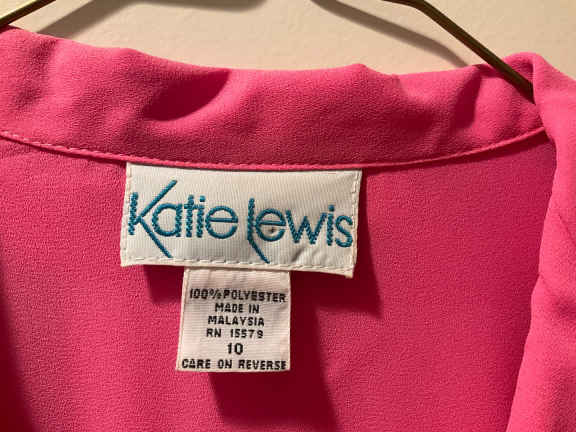 Katie Lewis
100% POLYESTER
MADE IN
MALAYSIA
RN 15579
10
CARE ON REVERSE